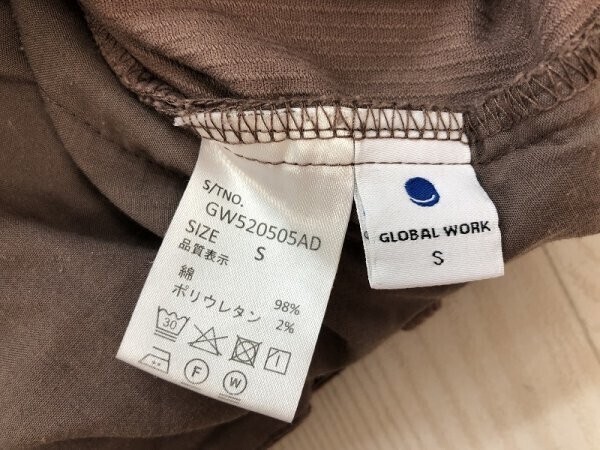 S/TNO.
GW520505AD
SIZE S
品質表示
綿 98%
ポリウレタン 2%
30
F
W
GLOBAL WORK
S